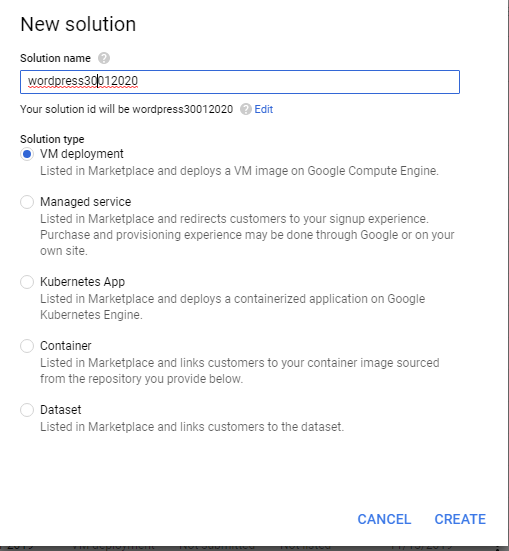 New solution
Solution name
wordpress30012020
Your solution id will be wordpress30012020 Edit
Solution type
VM deployment
Listed in Marketplace and deploys a VM image on Google Compute Engine.
Managed service
Listed in Marketplace and redirects customers to your signup experience.
Purchase and provisioning experience may be done through Google or on your
own site.
Kubernetes App
Listed in Marketplace and deploys a containerized application on Google
Kubernetes Engine.
Container
Listed in Marketplace and links customers to your container image sourced
from the repository you provide below.
Dataset
Listed in Marketplace and links customers to the dataset.
CANCEL CREATE